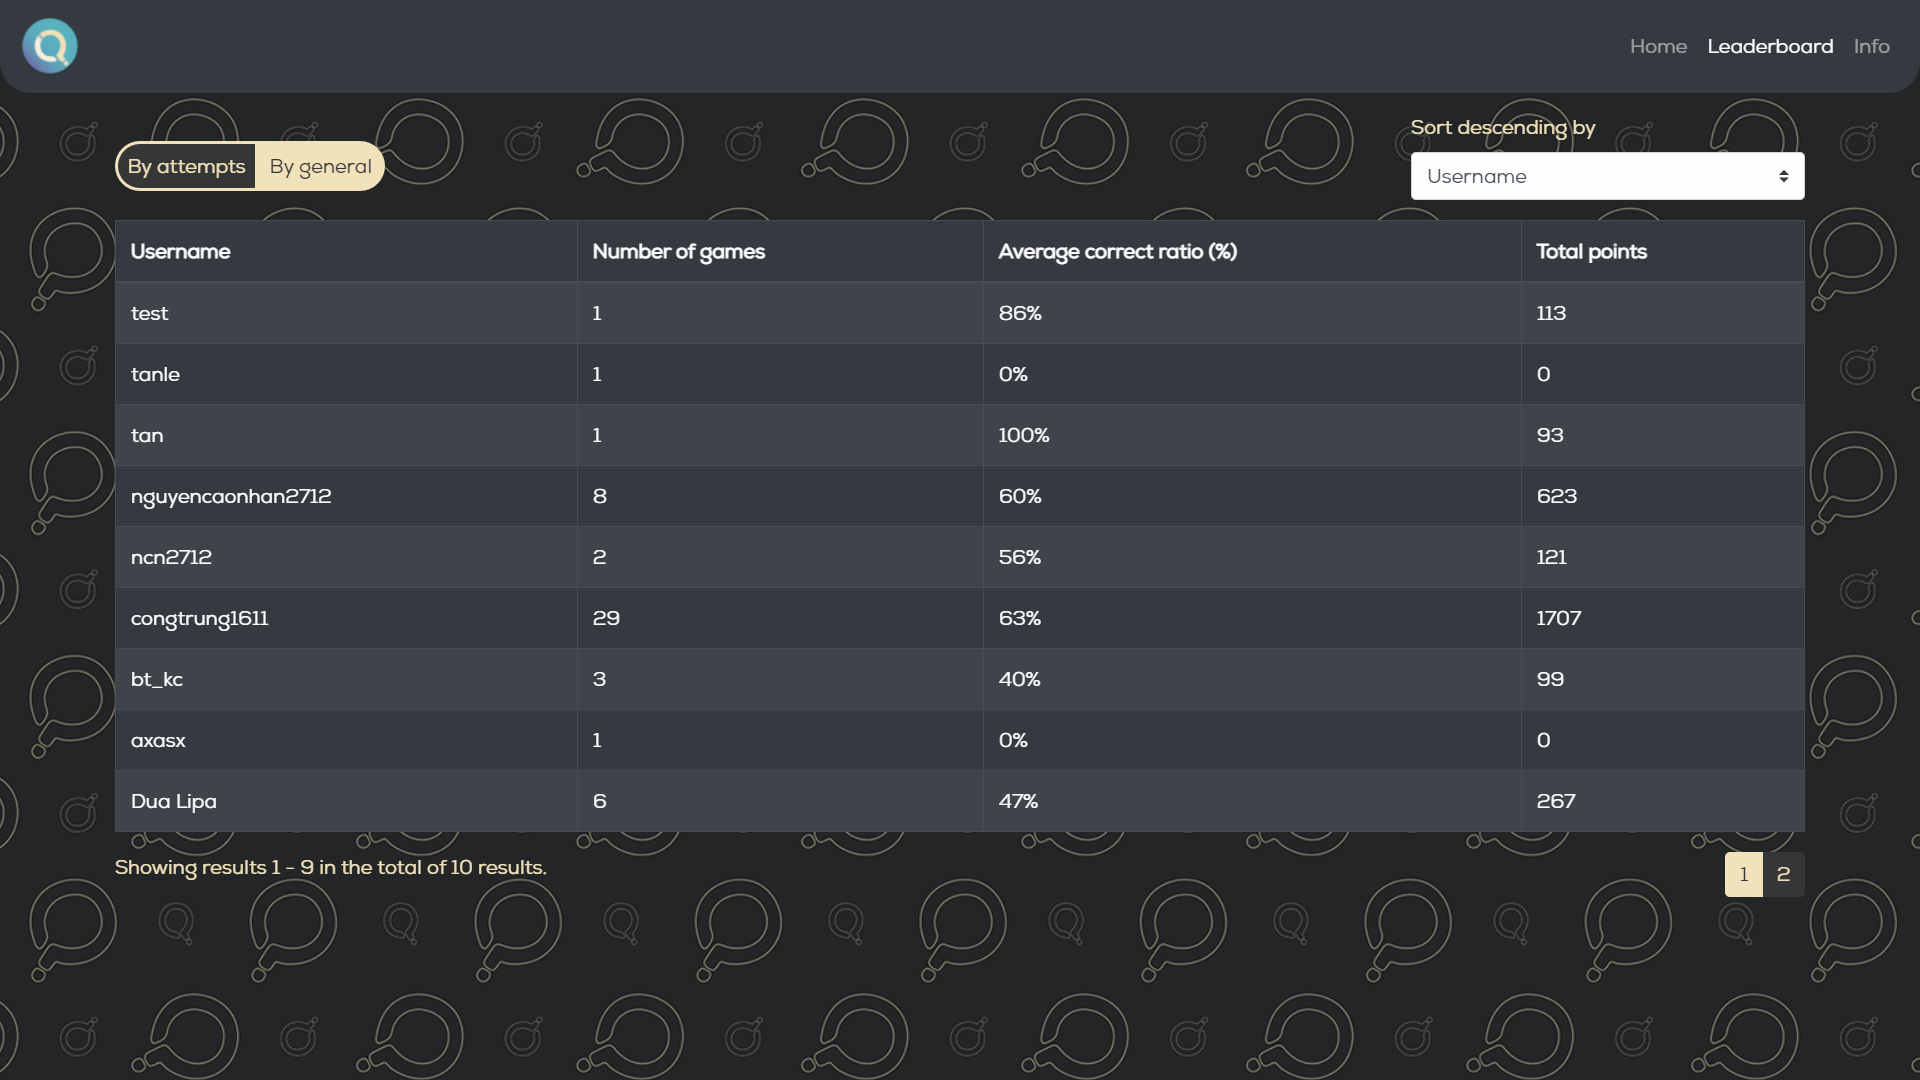 Home Leaderboard Info
By attempts By general
Sort descending by
Username
Username Number of games Average correct ratio (%) Total points
test 1 86% 113
tanle 1 0% 0
tan 1 100% 93
nguyencaonhan2712 8 60% 623
ncn2712 2 56% 121
congtrung1611 29 63% 1707
bt_kc 3 40% 99
axasx 1 0% 0
Dua Lipa 6 47% 267
Showing results 1 - 9 in the total of 10 results.
1 2